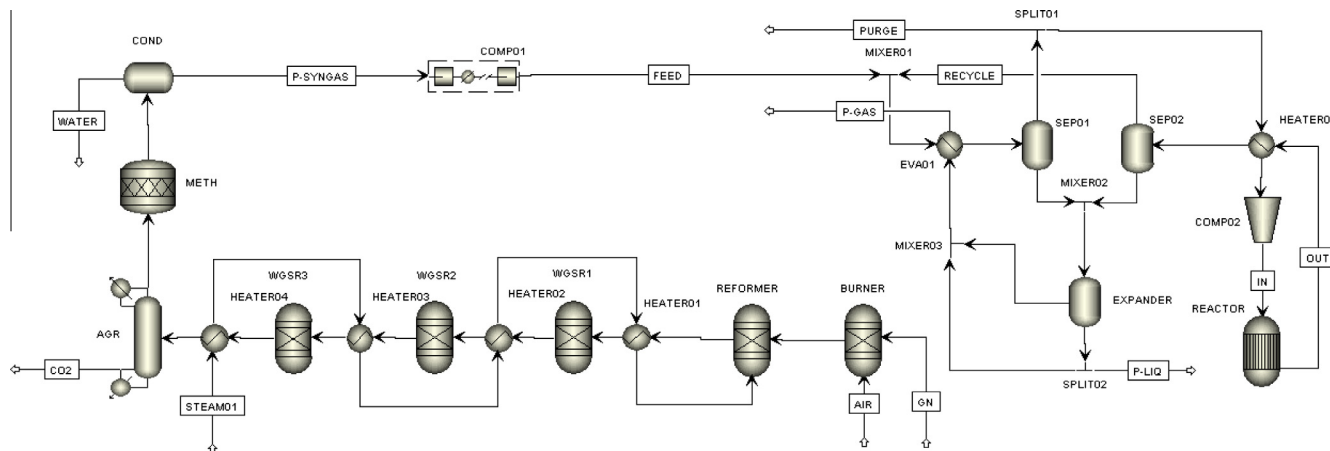 SPLIT01
PURGE
COND
COMP01
MIXER01
P-SYNGAS
FEED
RECYCLE
WATER
P-GAS
SEP01
SEP02
HEATER0
EVA01
METH
MIXER02
COMP02
MIXER03
OUT
WGSR3
WGSR2
WGSR1
IN
HEATER04
HEATER03
HEATER02
HEATER01
REFORMER
BURNER
EXPANDER
REACTOR
AGR
CO2
SPLIT02
P-LIQ
STEAM01
AIR
GN